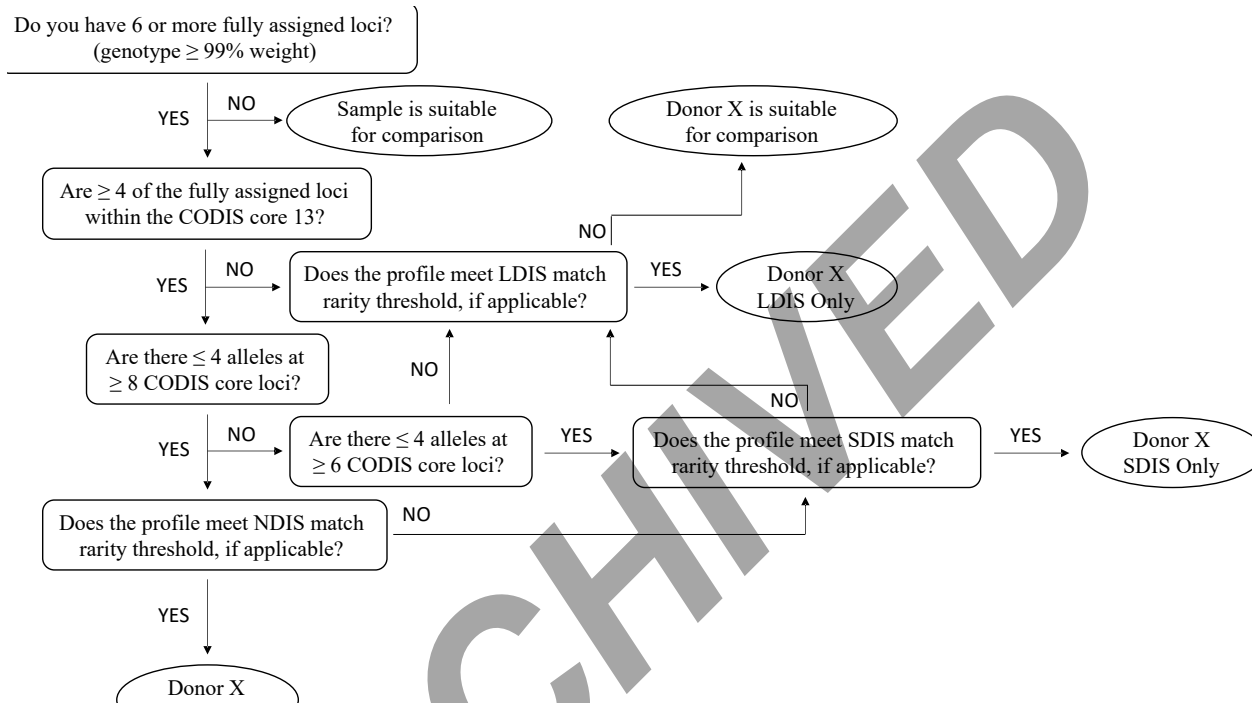 Do you have 6 or more fully assigned loci?
(genotype ≥ 99% weight)
YES
NO
Sample is suitable
for comparison
Donor X is suitable
for comparison
Are ≥ 4 of the fully assigned loci
within the CODIS core 13?
NO
YES
NO
Does the profile meet LDIS match
rarity threshold, if applicable?
YES
Donor X
LDIS Only
Are there ≤ 4 alleles at
≥ 8 CODIS core loci?
NO
NO
YES
NO
Are there ≤ 4 alleles at
≥ 6 CODIS core loci?
YES
Does the profile meet SDIS match
rarity threshold, if applicable?
YES
Donor X
SDIS Only
Does the profile meet NDIS match
rarity threshold, if applicable?
NO
YES
Donor X
CHIVED